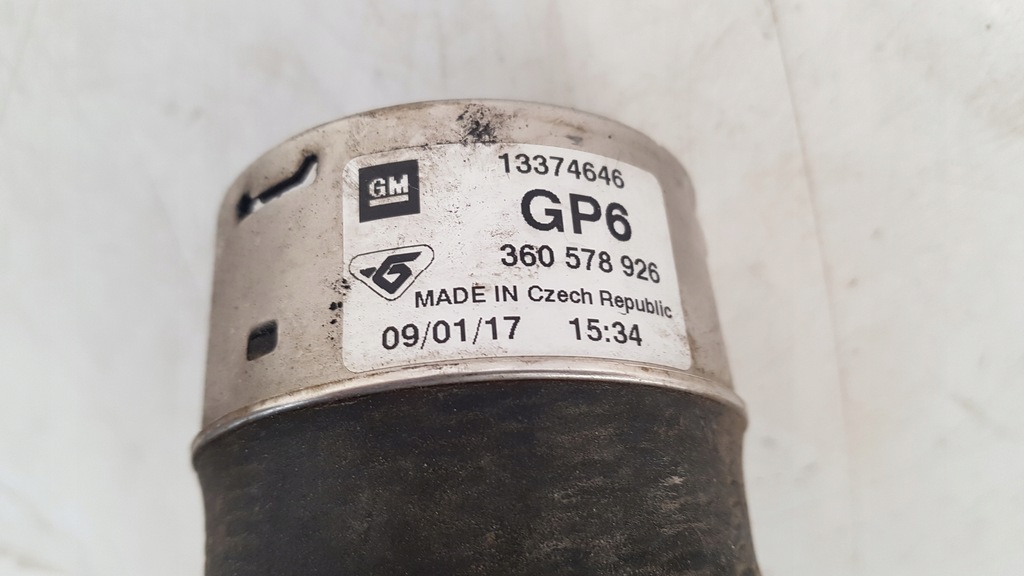 GM
13374646
GP6
360 578 926
MADE IN Czech Republic
09/01/17 15:34